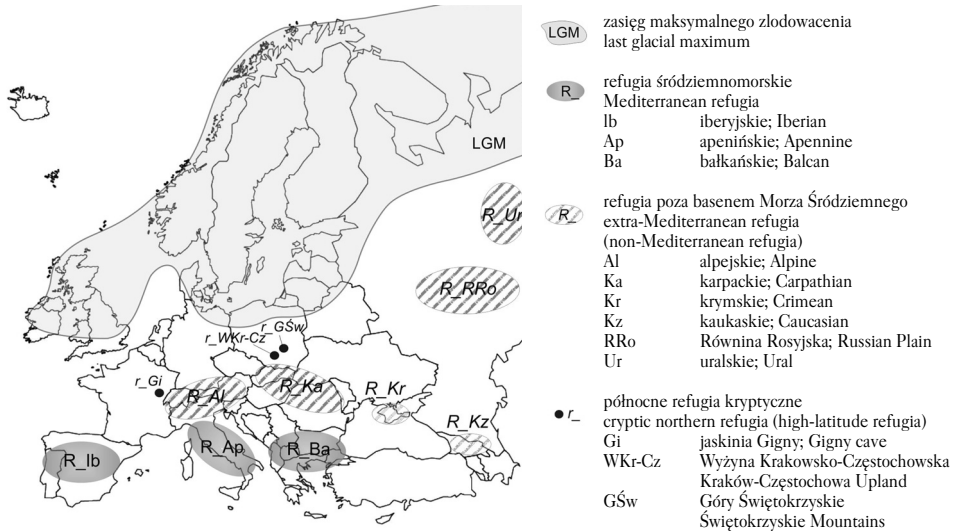 LGM
R_Ur
R_RRo
r_GŚw
r_WKr-Cz
r_Gi
R_Al
R_Ka
R_Kr
R_Kz
R_Ib
R_Ap
R_Ba
LGM zasięg maksymalnego zlodowacenia
last glacial maximum
R_ refugia śródziemnomorskie
Mediterranean refugia
lb iberyjskie; Iberian
Ap apenińskie; Apennine
Ba bałkańskie; Balcan
refugia poza basenem Morza Śródziemnego
R_ extra-Mediterranean refugia
(non-Mediterranean refugia)
Al alpejskie; Alpine
Ka karpackie; Carpathian
Kr krymskie; Crimean
Kz kaukaskie; Caucasian
RRo Równina Rosyjska; Russian Plain
Ur uralskie; Ural
północne refugia kryptyczne
r_ cryptic northern refugia (high-latitude refugia)
Gi jaskinia Gigny; Gigny cave
WKr-Cz Wyżyna Krakowsko-Częstochowska
Kraków-Częstochowa Upland
GŚw Góry Świętokrzyskie
Świętokrzyskie Mountains